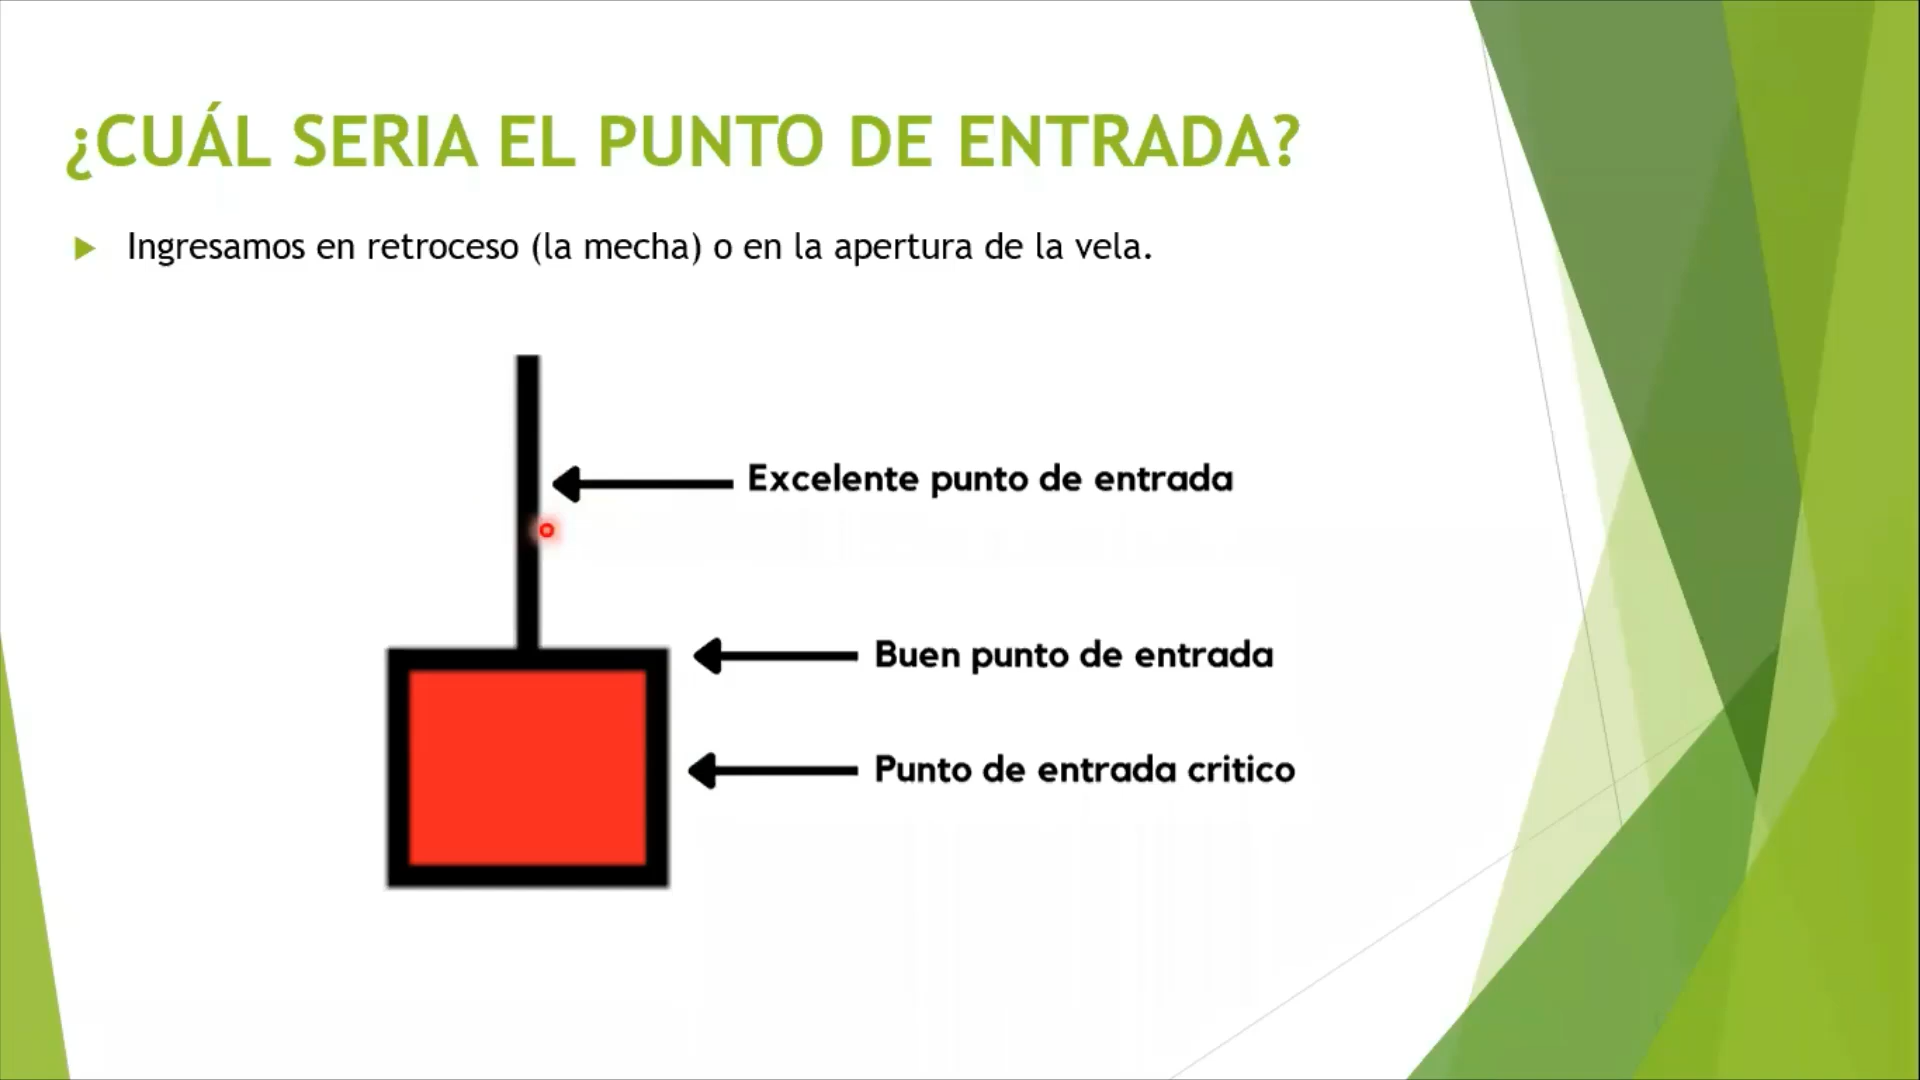 ¿CUÁL SERIA EL PUNTO DE ENTRADA?
Ingresamos en retroceso (la mecha) o en la apertura de la vela.
Excelente punto de entrada
Buen punto de entrada
Punto de entrada critico